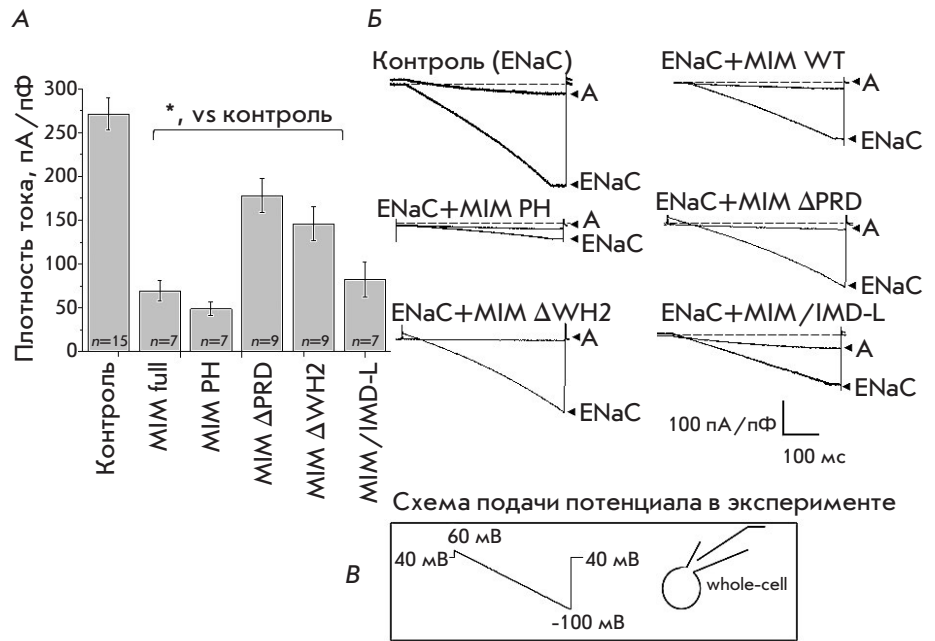 А
Плотность тока, пА/пФ
300
250
200
150
100
50
0
*, vs контроль
n=15
n=7
n=7
n=9
n=9
n=7
Контроль
MIM full
MIM PH
MIM ΔPRD
MIM ΔWH2
MIM/IMD-L
Б
Контроль (ENaC)
A
ENaC
ENaC+MIM WT
A
ENaC
ENaC+MIM PH
A
ENaC
ENaC+MIM ΔPRD
A
ENaC
ENaC+MIM ΔWH2
A
ENaC
ENaC+MIM/IMD-L
A
ENaC
100 пА/пФ
100 мс
Схема подачи потенциала в эксперименте
В
60 мВ
40 мВ
40 мВ
-100 мВ
whole-cell